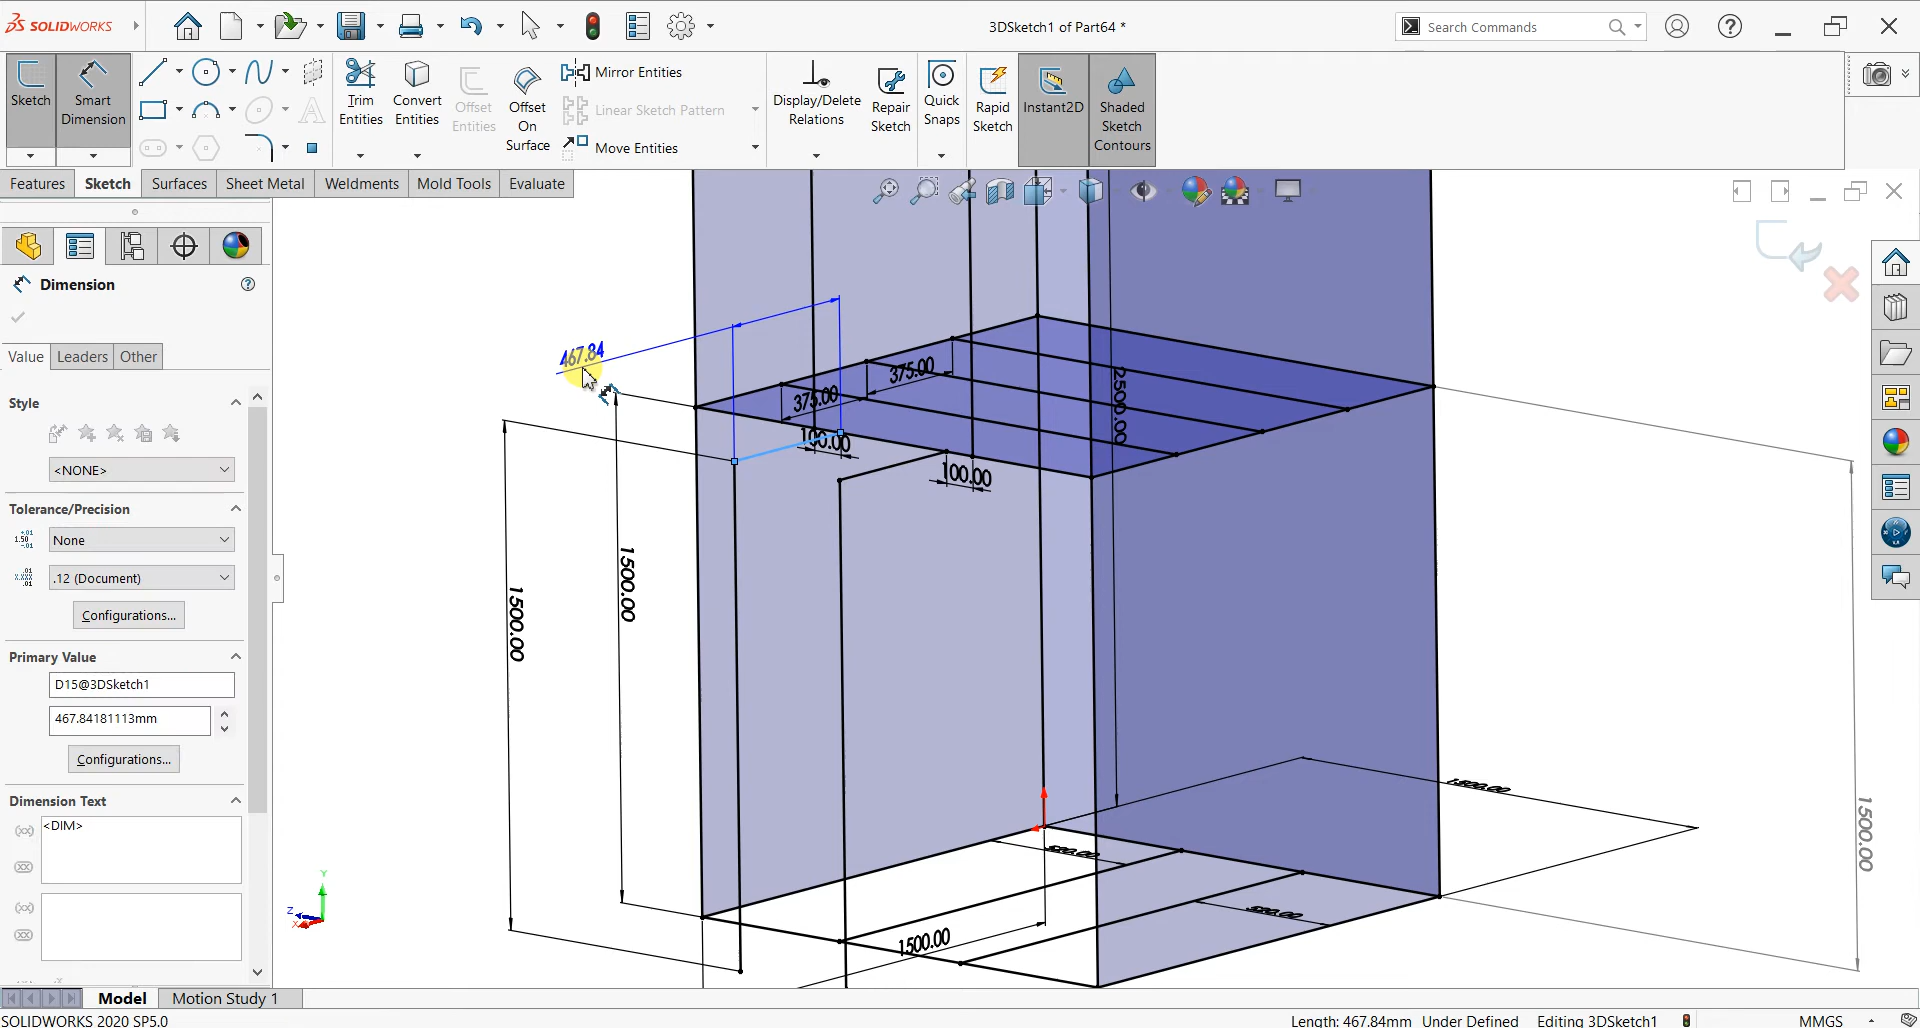 SOLIDWORKS
3DSketch1 of Part64 *
Search Commands
Sketch
Smart
Dimension
Trim
Entities
Convert
Entities
Offset
Entities
Offset
On
Surface
Mirror Entities
Linear Sketch Pattern
Move Entities
Display/Delete
Relations
Repair
Sketch
Quick
Snaps
Rapid
Sketch
Instant2D
Shaded
Sketch
Contours
Features
Sketch
Surfaces
Sheet Metal
Weldments
Mold Tools
Evaluate
Dimension
Value
Leaders
Other
Style
<NONE>
Tolerance/Precision
None
.12 (Document)
Configurations...
Primary Value
D15@3DSketch1
467.84181113mm
Configurations...
Dimension Text
<DIM>
467.84
375.00
375.00
100.00
100.00
2500.00
1500.00
1500.00
1500.00
1500.00
1500.00
Y
Z
X
Model
Motion Study 1
SOLIDWORKS 2020 SP5.0
Length: 467.84mm
Under Defined
Editing 3DSketch1
MMGS